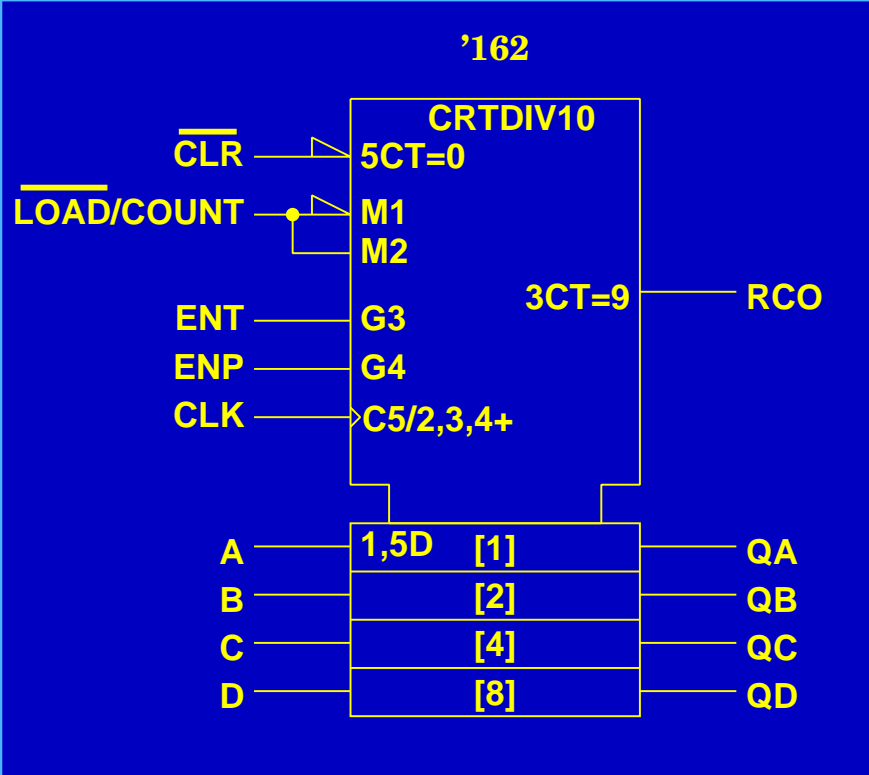 ’162
CRTDIV10
CLR
5CT=0
LOAD/COUNT
M1
M2
3CT=9
RCO
ENT
G3
ENP
G4
CLK
C5/2,3,4+
A
1,5D
[1]
QA
B
[2]
QB
C
[4]
QC
D
[8]
QD